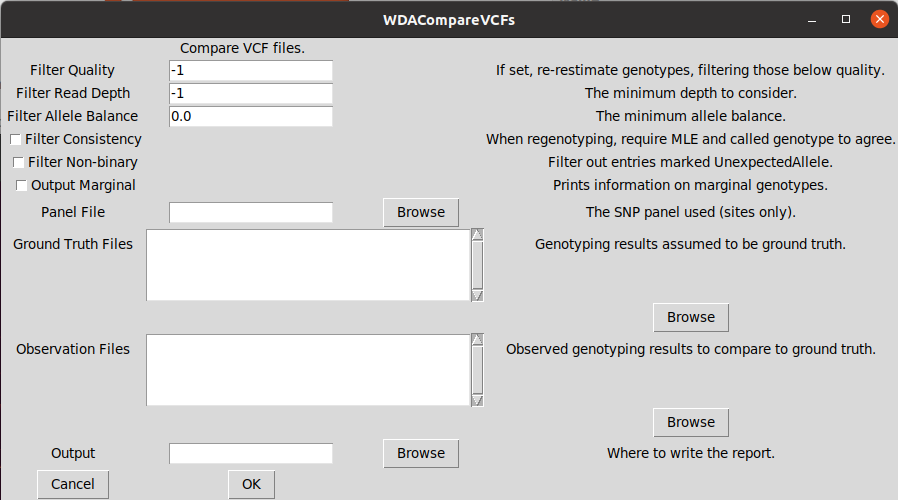 WDACompareVCFs
Compare VCF files.
Filter Quality -1 If set, re-restimate genotypes, filtering those below quality.
Filter Read Depth -1 The minimum depth to consider.
Filter Allele Balance 0.0 The minimum allele balance.
Filter Consistency When regenotyping, require MLE and called genotype to agree.
Filter Non-binary Filter out entries marked UnexpectedAllele.
Output Marginal Prints information on marginal genotypes.
Panel File Browse The SNP panel used (sites only).
Ground Truth Files Genotyping results assumed to be ground truth.
Browse
Observation Files Observed genotyping results to compare to ground truth.
Browse
Output Browse Where to write the report.
Cancel OK